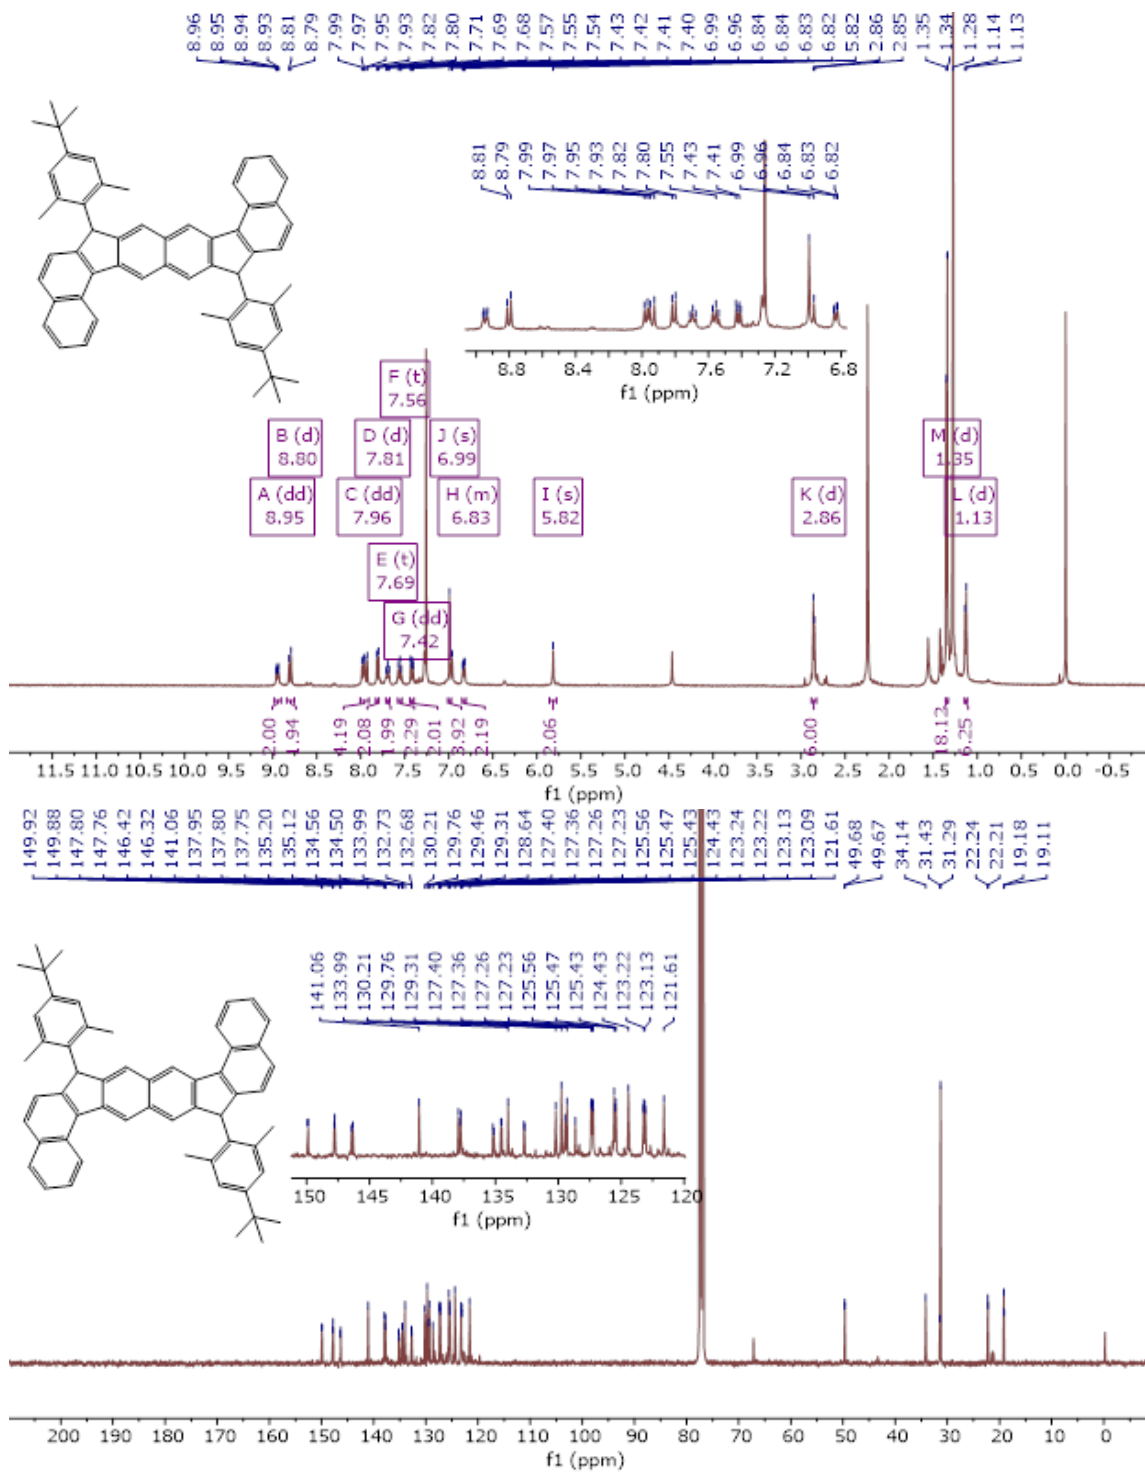 8.96 8.95 8.94 8.93 8.81 8.79 7.99 7.97 7.95 7.93 7.82 7.80 7.71 7.69 7.68 7.57 7.55 7.54 7.43 7.42 7.41 7.40 6.99 6.96 6.84 6.84 6.83 6.82 5.82 2.86 2.85 1.35 1.34 1.28 1.14 1.13
8.81 8.79 7.99 7.97 7.95 7.93 7.82 7.80 7.55 7.43 7.41 6.99 6.96 6.84 6.83 6.82
8.8 8.4 8.0 7.6 7.2 6.8
f1 (ppm)
F (t)
7.56
B (d)
8.80
D (d)
7.81
J (s)
6.99
M (d)
1.35
A (dd)
8.95
C (dd)
7.96
H (m)
6.83
I (s)
5.82
K (d)
2.86
L (d)
1.13
E (t)
7.69
G (dd)
7.42
2.00 1.94 4.19 2.08 1.99 2.29 2.01 3.92 2.19 2.06 6.00 18.12 6.25
11.5 11.0 10.5 10.0 9.5 9.0 8.5 8.0 7.5 7.0 6.5 6.0 5.5 5.0 4.5 4.0 3.5 3.0 2.5 2.0 1.5 1.0 0.5 0.0 -0.5
f1 (ppm)
149.92 149.88 147.80 147.76 146.42 146.32 141.06 137.95 137.80 137.75 135.20 135.12 134.56 134.50 133.99 132.73 132.68 130.21 129.76 129.46 129.31 128.64 127.40 127.36 127.26 127.23 125.56 125.47 125.43 124.43 123.24 123.22 123.13 123.09 121.61 49.68 49.67 34.14 31.43 31.29 22.24 22.21 19.18 19.11
141.06 133.99 130.21 129.76 129.31 127.40 127.36 127.26 127.23 125.56 125.47 125.43 124.43 123.22 123.13 121.61
150 145 140 135 130 125 120
f1 (ppm)
200 190 180 170 160 150 140 130 120 110 100 90 80 70 60 50 40 30 20 10 0
f1 (ppm)